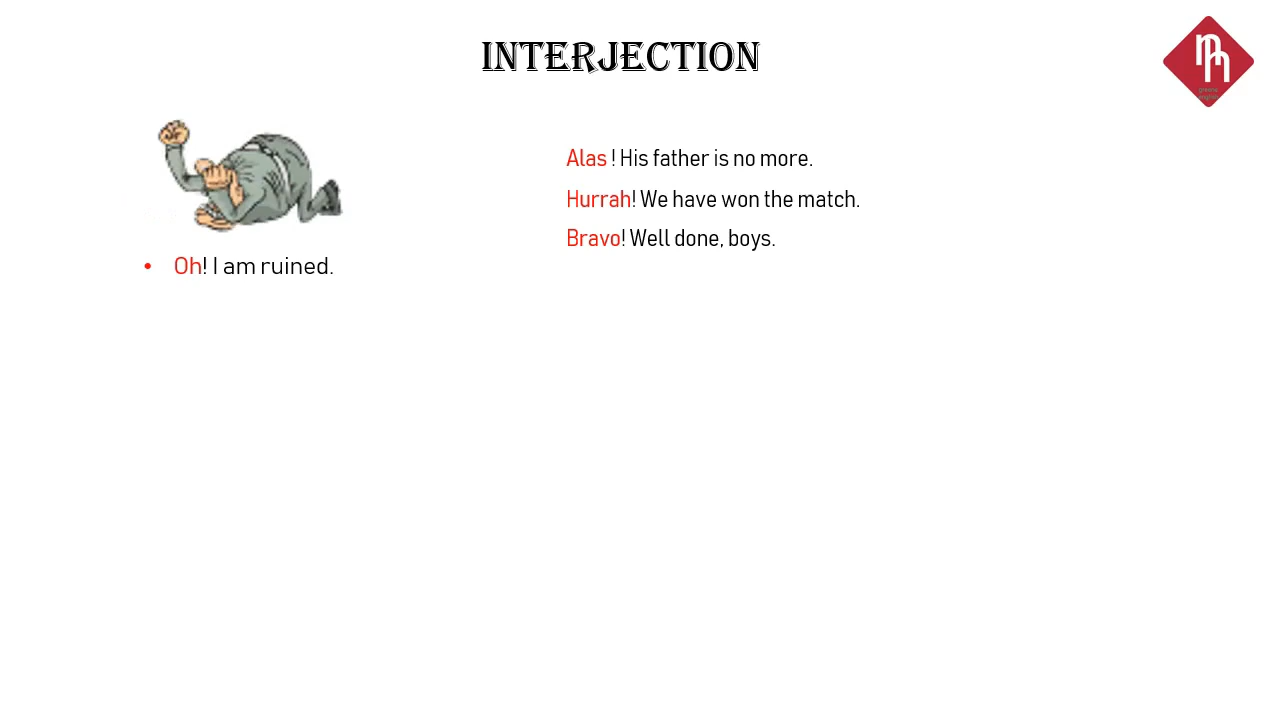 INTERJECTION
Alas ! His father is no more.
Hurrah! We have won the match.
Bravo! Well done, boys.
• Oh! I am ruined.